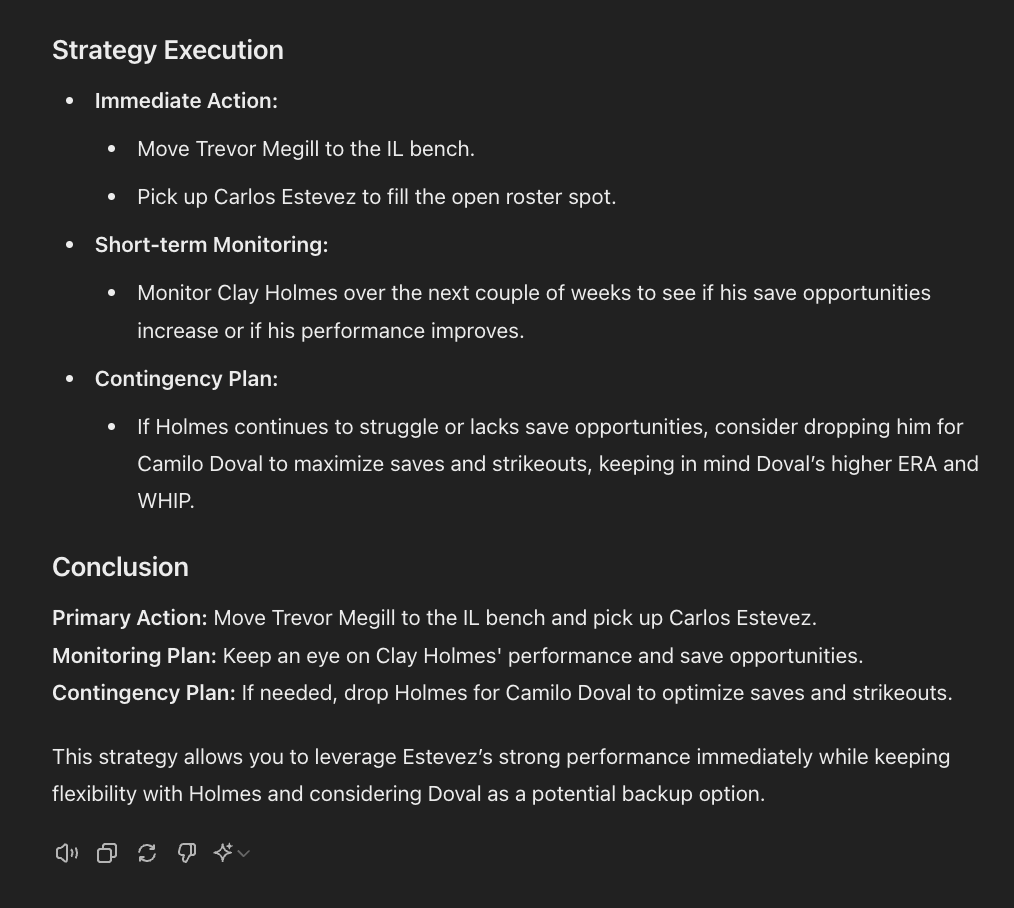 Strategy Execution
Immediate Action:
Move Trevor Megill to the IL bench.
Pick up Carlos Estevez to fill the open roster spot.
Short-term Monitoring:
Monitor Clay Holmes over the next couple of weeks to see if his save opportunities
increase or if his performance improves.
Contingency Plan:
If Holmes continues to struggle or lacks save opportunities, consider dropping him for
Camilo Doval to maximize saves and strikeouts, keeping in mind Doval’s higher ERA and
WHIP.
Conclusion
Primary Action: Move Trevor Megill to the IL bench and pick up Carlos Estevez.
Monitoring Plan: Keep an eye on Clay Holmes' performance and save opportunities.
Contingency Plan: If needed, drop Holmes for Camilo Doval to optimize saves and strikeouts.
This strategy allows you to leverage Estevez’s strong performance immediately while keeping
flexibility with Holmes and considering Doval as a potential backup option.